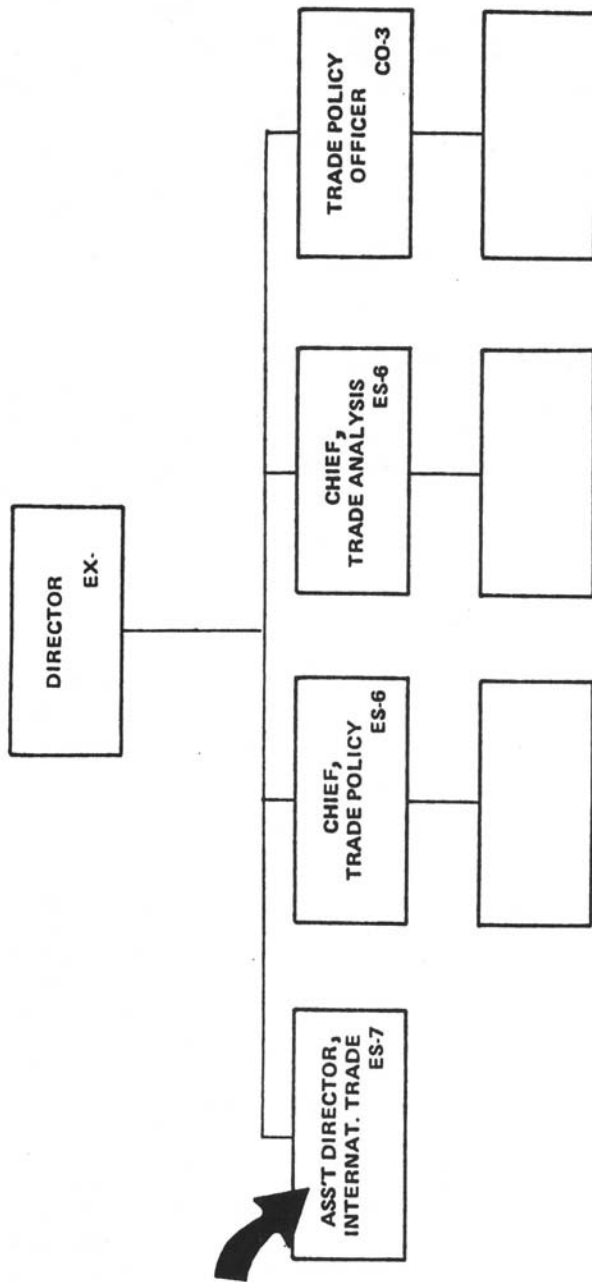 DIRECTOR
EX-
ASS'T DIRECTOR,
INTERNAT. TRADE
ES-7
CHIEF,
TRADE POLICY
ES-6
CHIEF,
TRADE ANALYSIS
ES-6
TRADE POLICY
OFFICER
CO-3